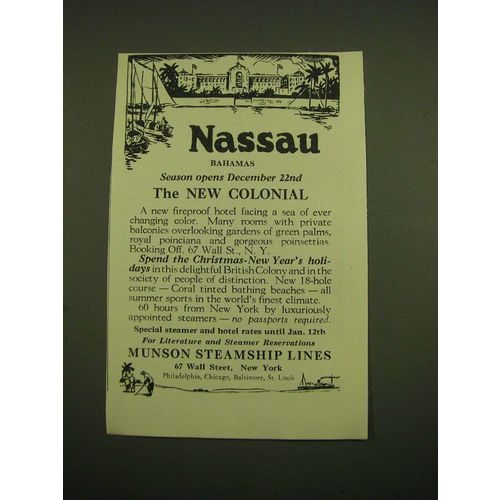 Nassau
BAHAMAS
Season opens December 22nd
The NEW COLONIAL
A new fireproof hotel facing a sea of ever
changing color. Many rooms with private
balconies overlooking gardens of green palms,
royal poinciana and gorgeous poinsettias.
Booking Off. 67 Wall St., N. Y.
Spend the Christmas-New Year's holi-
days in this delightful British Colony and in the
society of people of distinction. New 18-hole
course — Coral tinted bathing beaches — all
summer sports in the world's finest climate.
60 hours from New York by luxuriously
appointed steamers — no passports required.
Special steamer and hotel rates until Jan. 12th
For Literature and Steamer Reservations
MUNSON STEAMSHIP LINES
67 Wall Street, New York
Philadelphia, Chicago, Baltimore, St. Louis